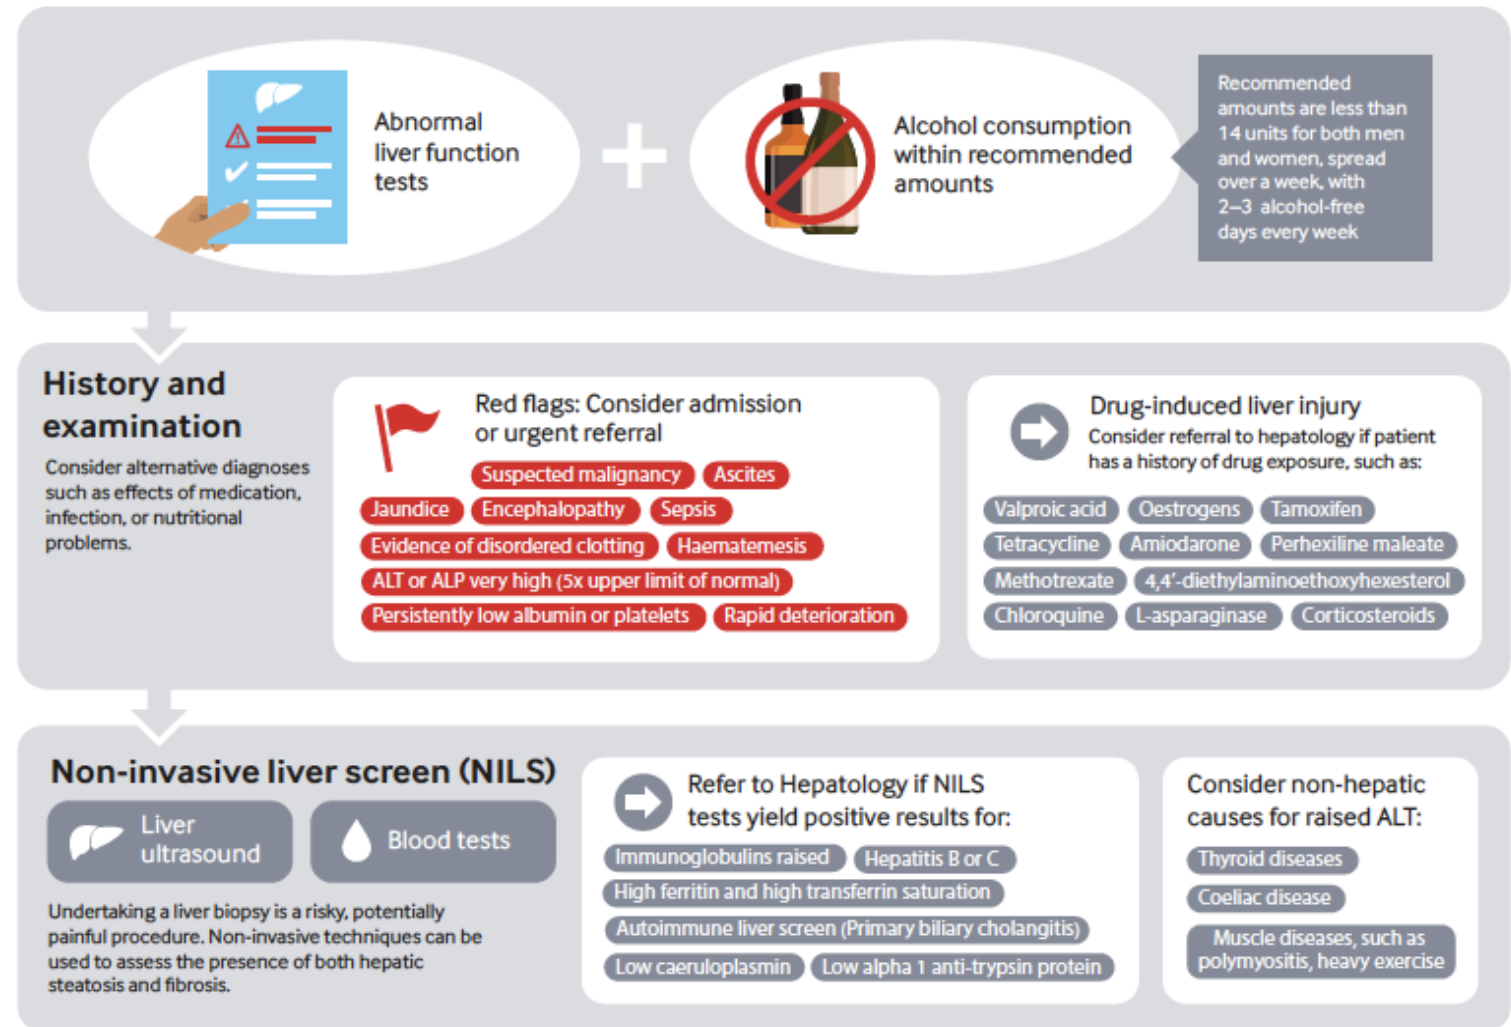 Abnormal
liver function
tests
Alcohol consumption
within recommended
amounts
Recommended
amounts are less than
14 units for both men
and women, spread
over a week, with
2–3 alcohol-free
days every week
History and
examination
Consider alternative diagnoses
such as effects of medication,
infection, or nutritional
problems.
Red flags: Consider admission
or urgent referral
Suspected malignancy Ascites
Jaundice Encephalopathy Sepsis
Evidence of disordered clotting Haematemesis
ALT or ALP very high (5x upper limit of normal)
Persistently low albumin or platelets Rapid deterioration
Drug-induced liver injury
Consider referral to hepatology if patient
has a history of drug exposure, such as:
Valproic acid Oestrogens Tamoxifen
Tetracycline Amiodarone Perhexiline maleate
Methotrexate 4,4'-diethylaminoethoxyhexesterol
Chloroquine L-asparaginase Corticosteroids
Non-invasive liver screen (NILS)
Liver
ultrasound
Blood tests
Undertaking a liver biopsy is a risky, potentially
painful procedure. Non-invasive techniques can be
used to assess the presence of both hepatic
steatosis and fibrosis.
Refer to Hepatology if NILS
tests yield positive results for:
Immunoglobulins raised Hepatitis B or C
High ferritin and high transferrin saturation
Autoimmune liver screen (Primary biliary cholangitis)
Low caeruloplasmin Low alpha 1 anti-trypsin protein
Consider non-hepatic
causes for raised ALT:
Thyroid diseases
Coeliac disease
Muscle diseases, such as
polymyositis, heavy exercise